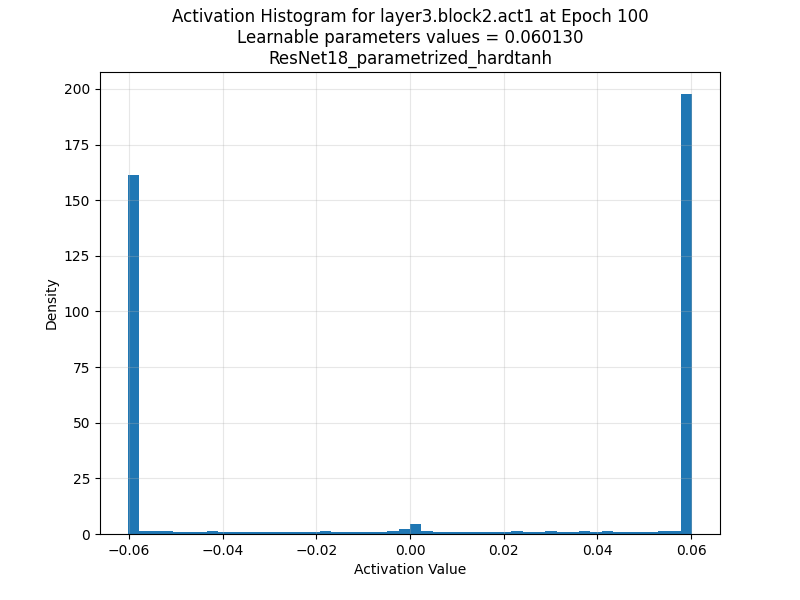 Activation Histogram for layer3.block2.act1 at Epoch 100
Learnable parameters values = 0.060130
ResNet18_parametrized_hardtanh
200
175
150
125
100
75
50
25
0
Density
−0.06 −0.04 −0.02 0.00 0.02 0.04 0.06
Activation Value